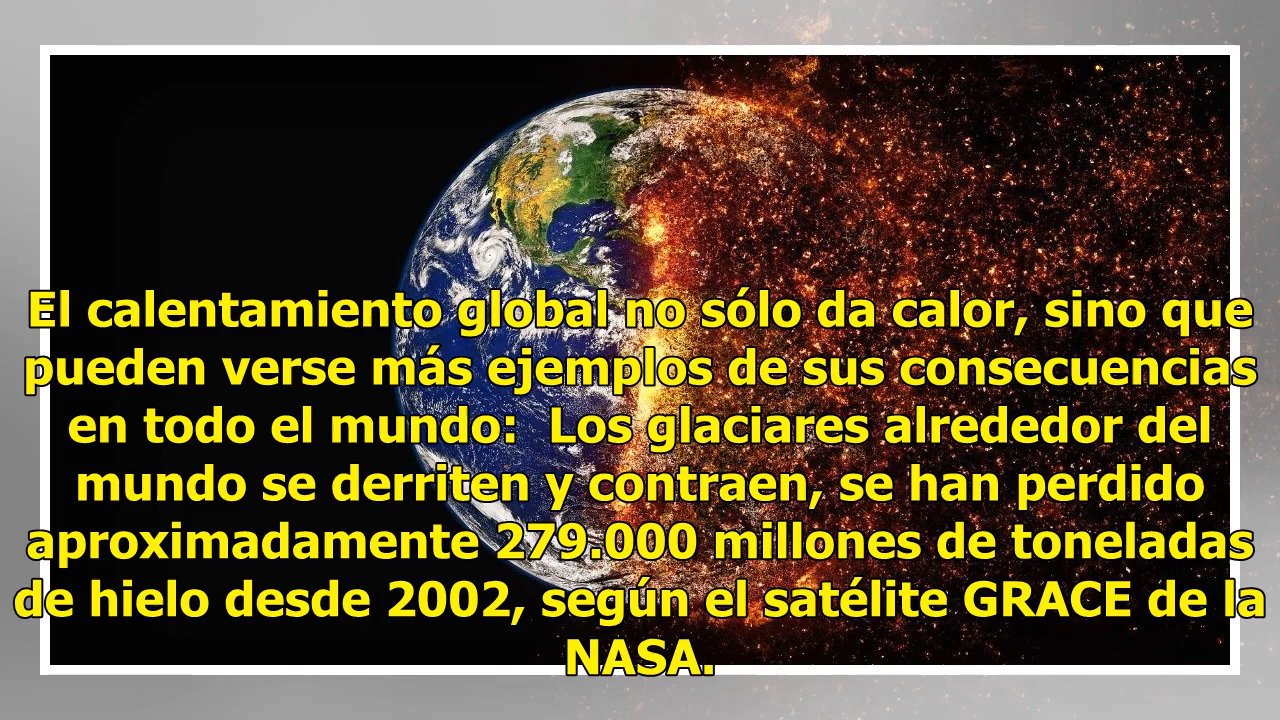 El calentamiento global no sólo da calor, sino que
pueden verse más ejemplos de sus consecuencias
en todo el mundo:  Los glaciares alrededor del
mundo se derriten y contraen, se han perdido
aproximadamente 279.000 millones de toneladas
de hielo desde 2002, según el satélite GRACE de la
NASA.